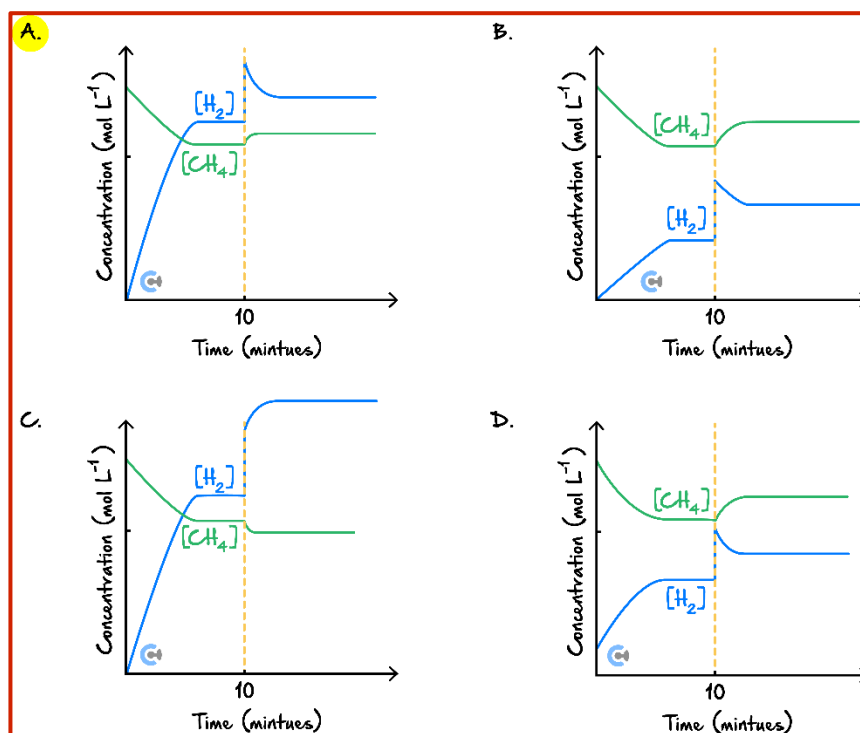 A.
Concentration (mol L⁻¹)
[H₂]
[CH₄]
10
Time (mintues)
B.
Concentration (mol L⁻¹)
[CH₄]
[H₂]
10
Time (mintues)
C.
Concentration (mol L⁻¹)
[H₂]
[CH₄]
10
Time (mintues)
D.
Concentration (mol L⁻¹)
[CH₄]
[H₂]
10
Time (mintues)